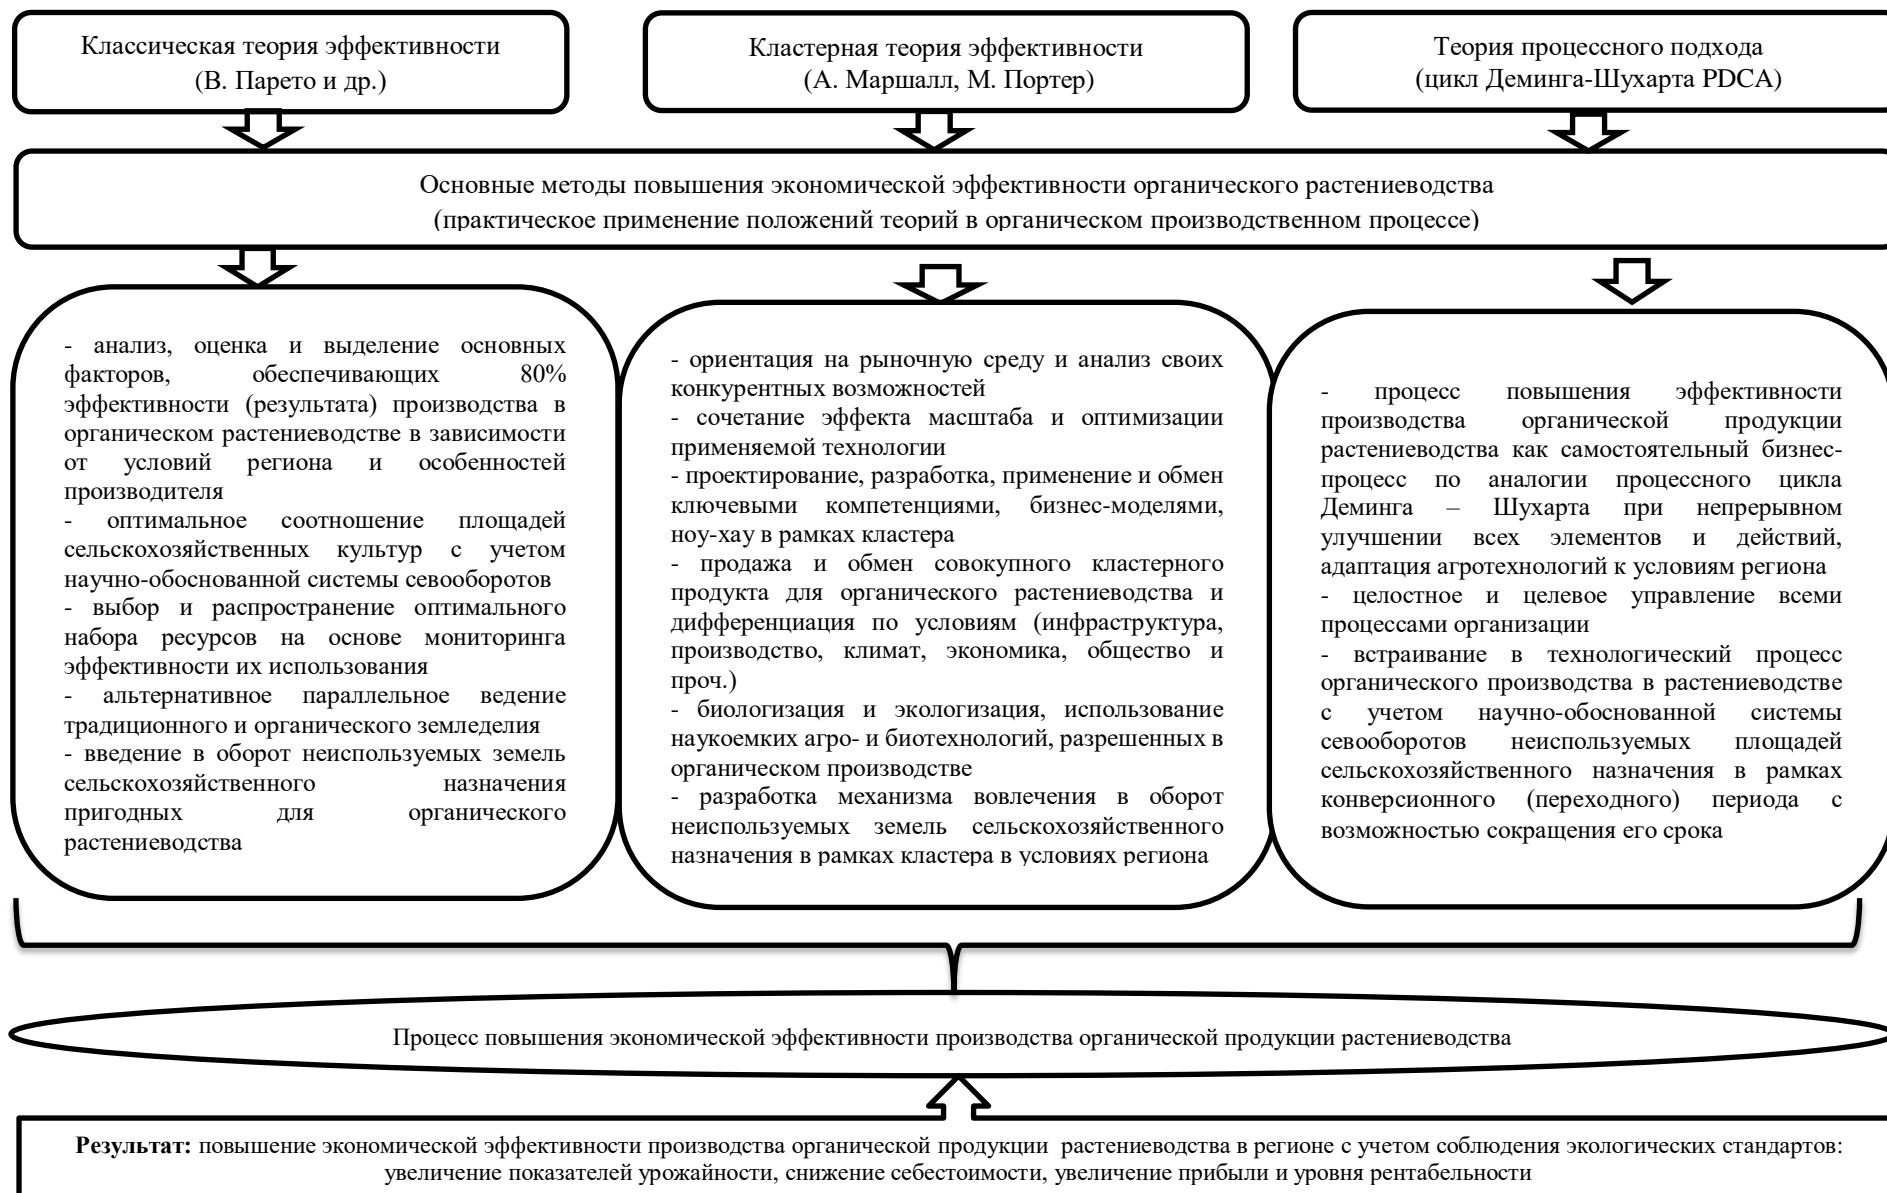 Классическая теория эффективности
(В. Парето и др.)
Кластерная теория эффективности
(А. Маршалл, М. Портер)
Теория процессного подхода
(цикл Деминга-Шухарта PDCA)
Основные методы повышения экономической эффективности органического растениеводства
(практическое применение положений теорий в органическом производственном процессе)
- анализ, оценка и выделение основных
факторов, обеспечивающих 80%
эффективности (результата) производства в
органическом растениеводстве в зависимости
от условий региона и особенностей
производителя
- оптимальное соотношение площадей
сельскохозяйственных культур с учетом
научно-обоснованной системы севооборотов
- выбор и распространение оптимального
набора ресурсов на основе мониторинга
эффективности их использования
- альтернативное параллельное ведение
традиционного и органического земледелия
- введение в оборот неиспользуемых земель
сельскохозяйственного назначения
пригодных для органического
растениеводства
- ориентация на рыночную среду и анализ своих
конкурентных возможностей
- сочетание эффекта масштаба и оптимизации
применяемой технологии
- проектирование, разработка, применение и обмен
ключевыми компетенциями, бизнес-моделями,
ноу-хау в рамках кластера
- продажа и обмен совокупного кластерного
продукта для органического растениеводства и
дифференциация по условиям (инфраструктура,
производство, климат, экономика, общество и
проч.)
- биологизация и экологизация, использование
наукоемких агро- и биотехнологий, разрешенных в
органическом производстве
- разработка механизма вовлечения в оборот
неиспользуемых земель сельскохозяйственного
назначения в рамках кластера в условиях региона
- процесс повышения эффективности
производства органической продукции
растениеводства как самостоятельный бизнес-
процесс по аналогии процессного цикла
Деминга – Шухарта при непрерывном
улучшении всех элементов и действий,
адаптация агротехнологий к условиям региона
- целостное и целевое управление всеми
процессами организации
- встраивание в технологический процесс
органического производства в растениеводстве
с учетом научно-обоснованной системы
севооборотов неиспользуемых площадей
сельскохозяйственного назначения в рамках
конверсионного (переходного) периода с
возможностью сокращения его срока
Процесс повышения экономической эффективности производства органической продукции растениеводства
Результат: повышение экономической эффективности производства органической продукции растениеводства в регионе с учетом соблюдения экологических стандартов:
увеличение показателей урожайности, снижение себестоимости, увеличение прибыли и уровня рентабельности